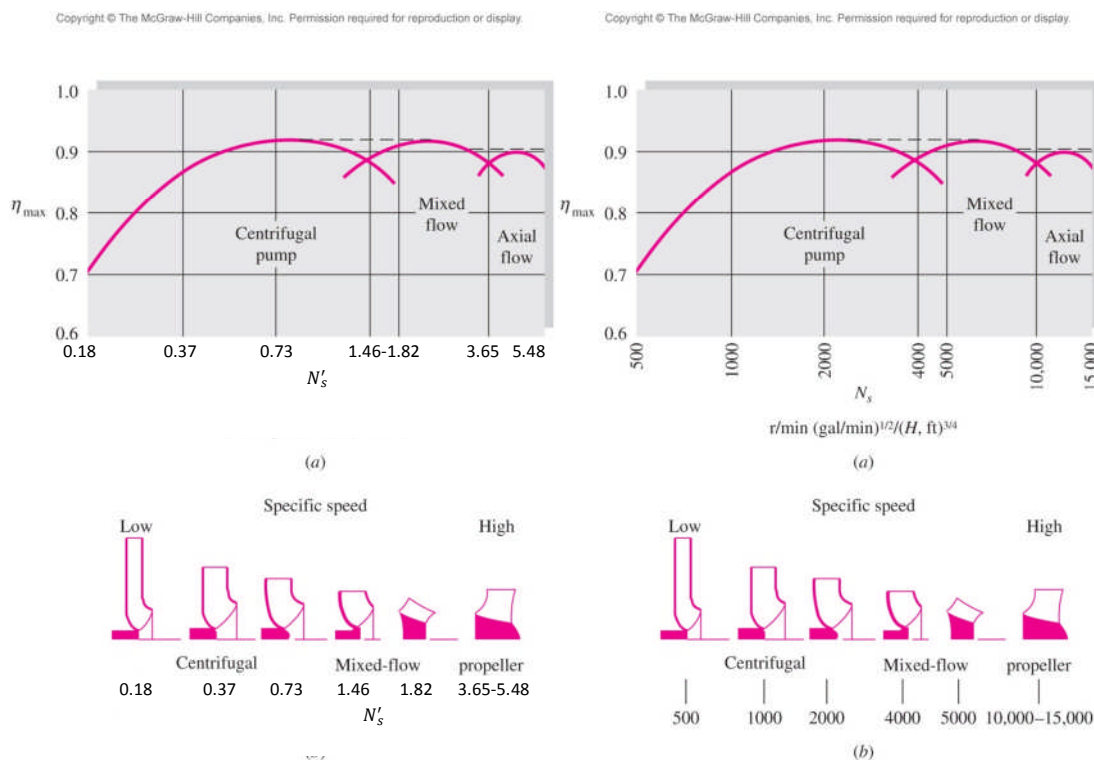 Copyright © The McGraw-Hill Companies, Inc. Permission required for reproduction or display.
1.0
0.9
η max
0.8
0.7
0.6
Centrifugal
pump
Mixed
flow
Axial
flow
0.18 0.37 0.73 1.46-1.82 3.65 5.48
N's
(a)
Specific speed
Low High
Centrifugal Mixed-flow propeller
0.18 0.37 0.73 1.46 1.82 3.65-5.48
N's
Copyright © The McGraw-Hill Companies, Inc. Permission required for reproduction or display.
1.0
0.9
η max
0.8
0.7
0.6
Centrifugal
pump
Mixed
flow
Axial
flow
500 1000 2000 4000 5000 10,000 15,000
Ns
r/min (gal/min)1/2/(H, ft)3/4
(a)
Specific speed
Low High
Centrifugal Mixed-flow propeller
500 1000 2000 4000 5000 10,000–15,000
(b)